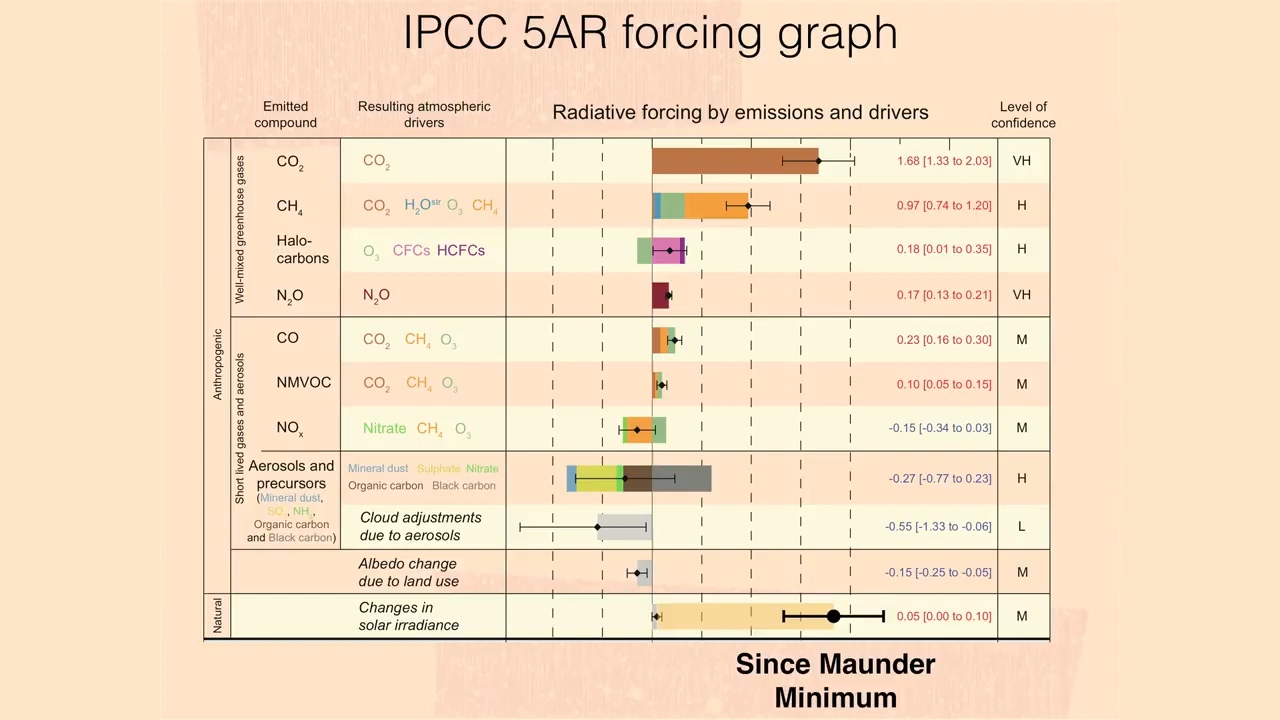 IPCC 5AR forcing graph
Emitted
compound
Resulting atmospheric
drivers
Radiative forcing by emissions and drivers
Level of
confidence
Anthropogenic
Well-mixed greenhouse gases
CO₂ CO₂ 1.68 [1.33 to 2.03] VH
CH₄ CO₂ H₂Oˢᵗʳ O₃ CH₄ 0.97 [0.74 to 1.20] H
Halo-
carbons O₃ CFCs HCFCs 0.18 [0.01 to 0.35] H
N₂O N₂O 0.17 [0.13 to 0.21] VH
Short lived gases and aerosols
CO CO₂ CH₄ O₃ 0.23 [0.16 to 0.30] M
NMVOC CO₂ CH₄ O₃ 0.10 [0.05 to 0.15] M
NOₓ Nitrate CH₄ O₃ -0.15 [-0.34 to 0.03] M
Aerosols and
precursors
(Mineral dust,
SO₂, NH₃,
Organic carbon
and Black carbon)
Mineral dust Sulphate Nitrate
Organic carbon Black carbon
-0.27 [-0.77 to 0.23] H
Cloud adjustments
due to aerosols
-0.55 [-1.33 to -0.06] L
Albedo change
due to land use
-0.15 [-0.25 to -0.05] M
Natural
Changes in
solar irradiance
0.05 [0.00 to 0.10] M
Since Maunder
Minimum